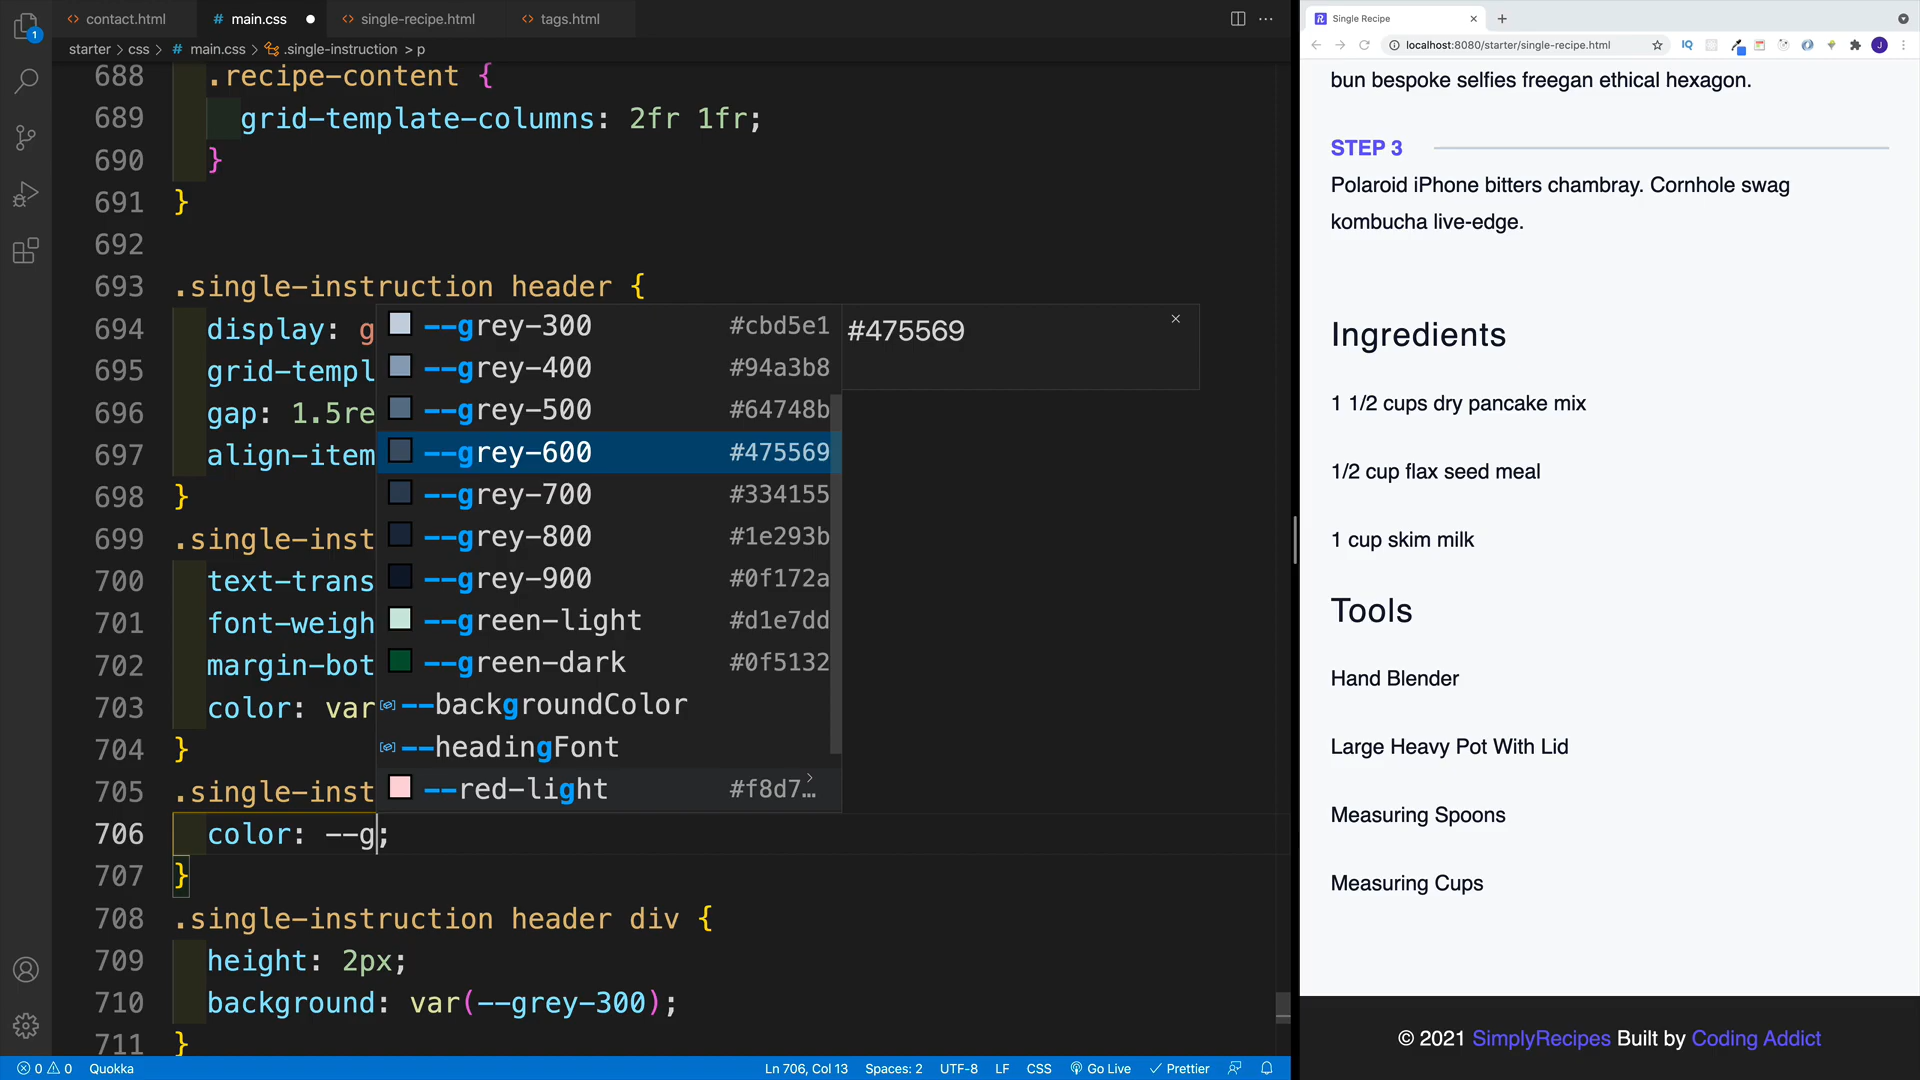 contact.html
main.css
single-recipe.html
tags.html
starter > css > # main.css > .single-instruction > p
688 .recipe-content {
689 grid-template-columns: 2fr 1fr;
690 }
691 }
692
693 .single-instruction header {
694 display: g
695 grid-templ
696 gap: 1.5re
697 align-item
698 }
699 .single-inst
700 text-trans
701 font-weigh
702 margin-bot
703 color: var
704 }
705 .single-inst
706 color: --g;
707 }
708 .single-instruction header div {
709 height: 2px;
710 background: var(--grey-300);
711 }
--grey-300 #cbd5e1
--grey-400 #94a3b8
--grey-500 #64748b
--grey-600 #475569
--grey-700 #334155
--grey-800 #1e293b
--grey-900 #0f172a
--green-light #d1e7dd
--green-dark #0f5132
--backgroundColor
--headingFont
--red-light #f8d7…
#475569
1
0 0 Quokka
Ln 706, Col 13
Spaces: 2
UTF-8
LF
CSS
Go Live
Prettier
Single Recipe
localhost:8080/starter/single-recipe.html
IQ
J
bun bespoke selfies freegan ethical hexagon.
STEP 3
Polaroid iPhone bitters chambray. Cornhole swag
kombucha live-edge.
Ingredients
1 1/2 cups dry pancake mix
1/2 cup flax seed meal
1 cup skim milk
Tools
Hand Blender
Large Heavy Pot With Lid
Measuring Spoons
Measuring Cups
© 2021 SimplyRecipes Built by Coding Addict